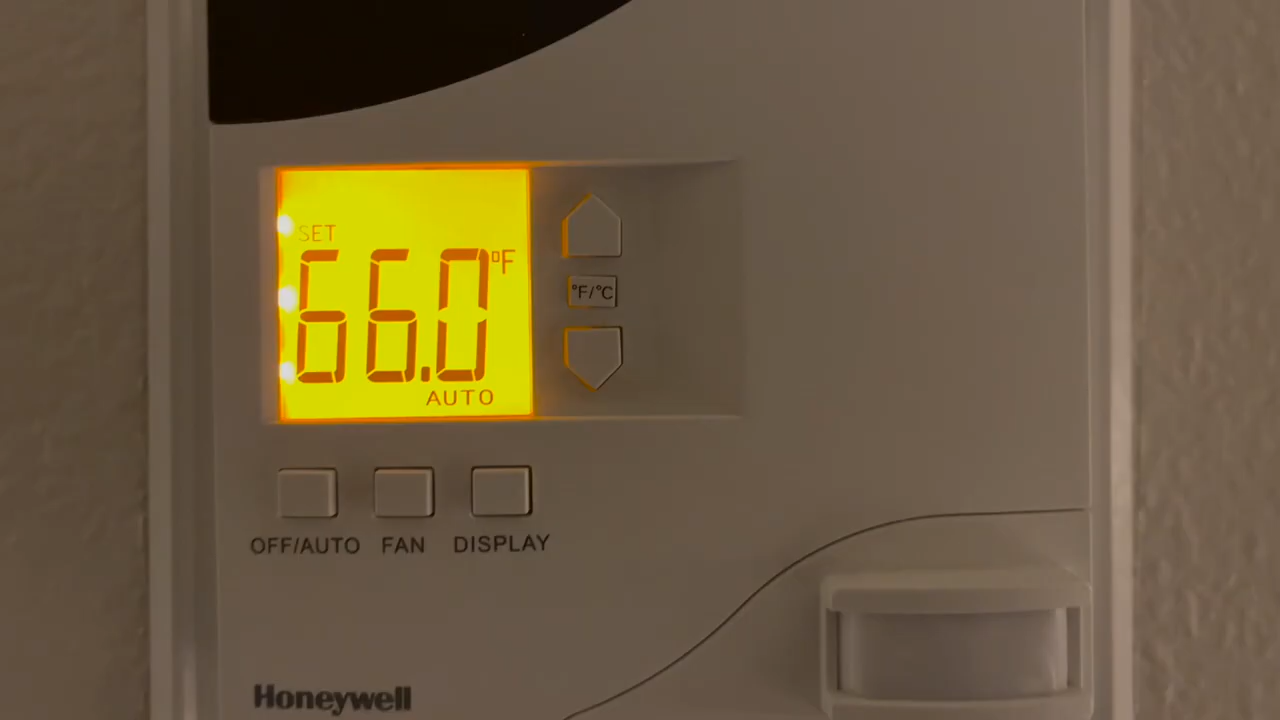 SET
66.0 °F
AUTO
°F/°C
OFF/AUTO FAN DISPLAY
Honeywell